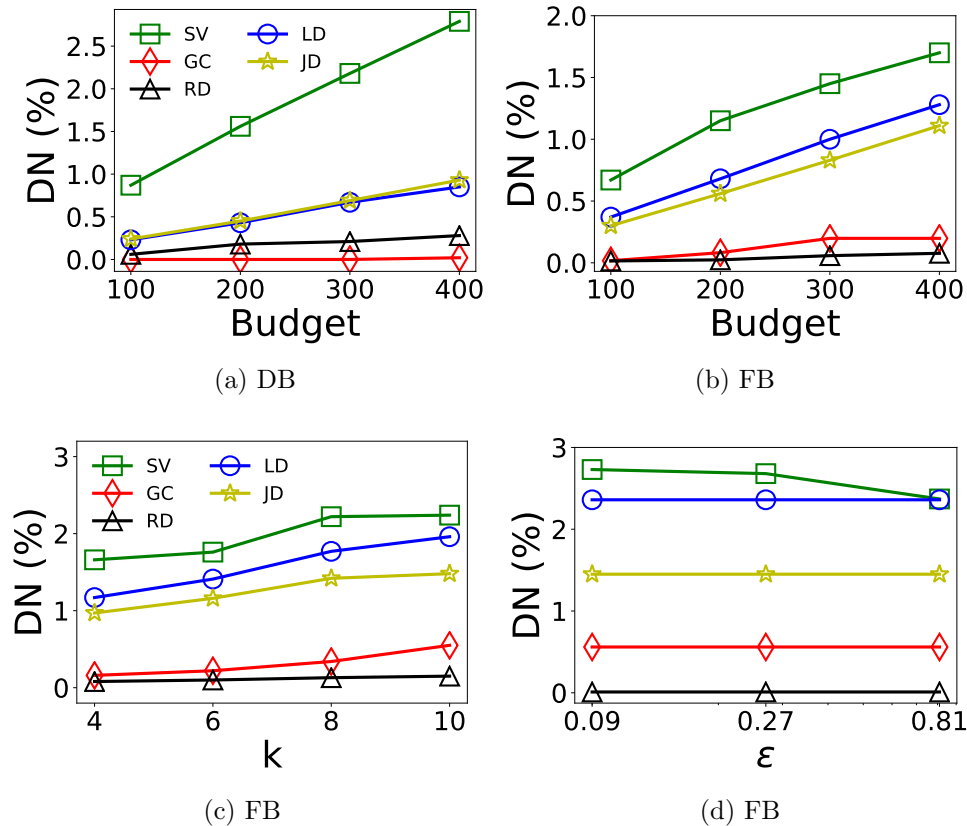 DN (%)
2.5
2.0
1.5
1.0
0.5
0.0
SV
GC
RD
LD
JD
100 200 300 400
Budget
(a) DB
DN (%)
2.0
1.5
1.0
0.5
0.0
100 200 300 400
Budget
(b) FB
DN (%)
3
2
1
0
SV
GC
RD
LD
JD
4 6 8 10
k
(c) FB
DN (%)
3
2
1
0
0.09 0.27 0.81
ε
(d) FB